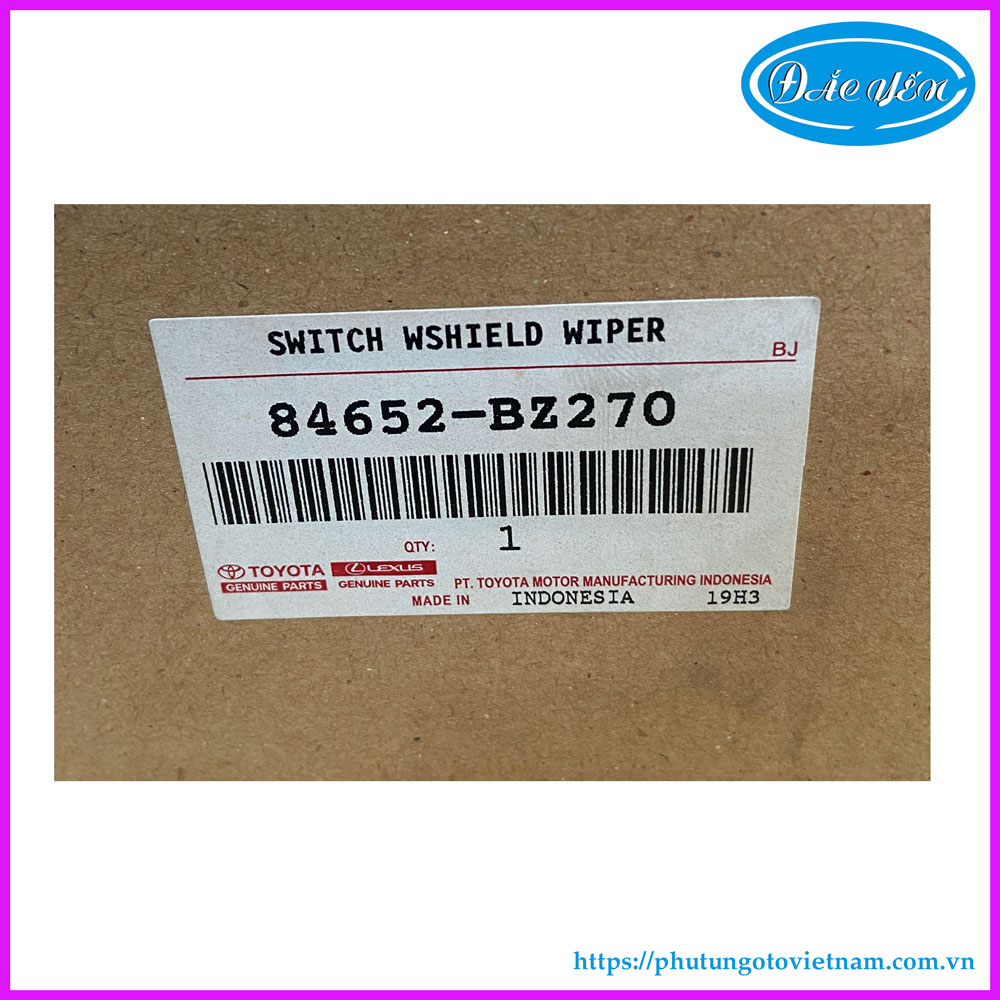 ĐẮC YẾN
SWITCH WSHIELD WIPER
BJ
84652-BZ270
QTY: 1
TOYOTA LEXUS
GENUINE PARTS GENUINE PARTS PT. TOYOTA MOTOR MANUFACTURING INDONESIA
MADE IN INDONESIA 19H3
https://phutungotovietnam.com.vn